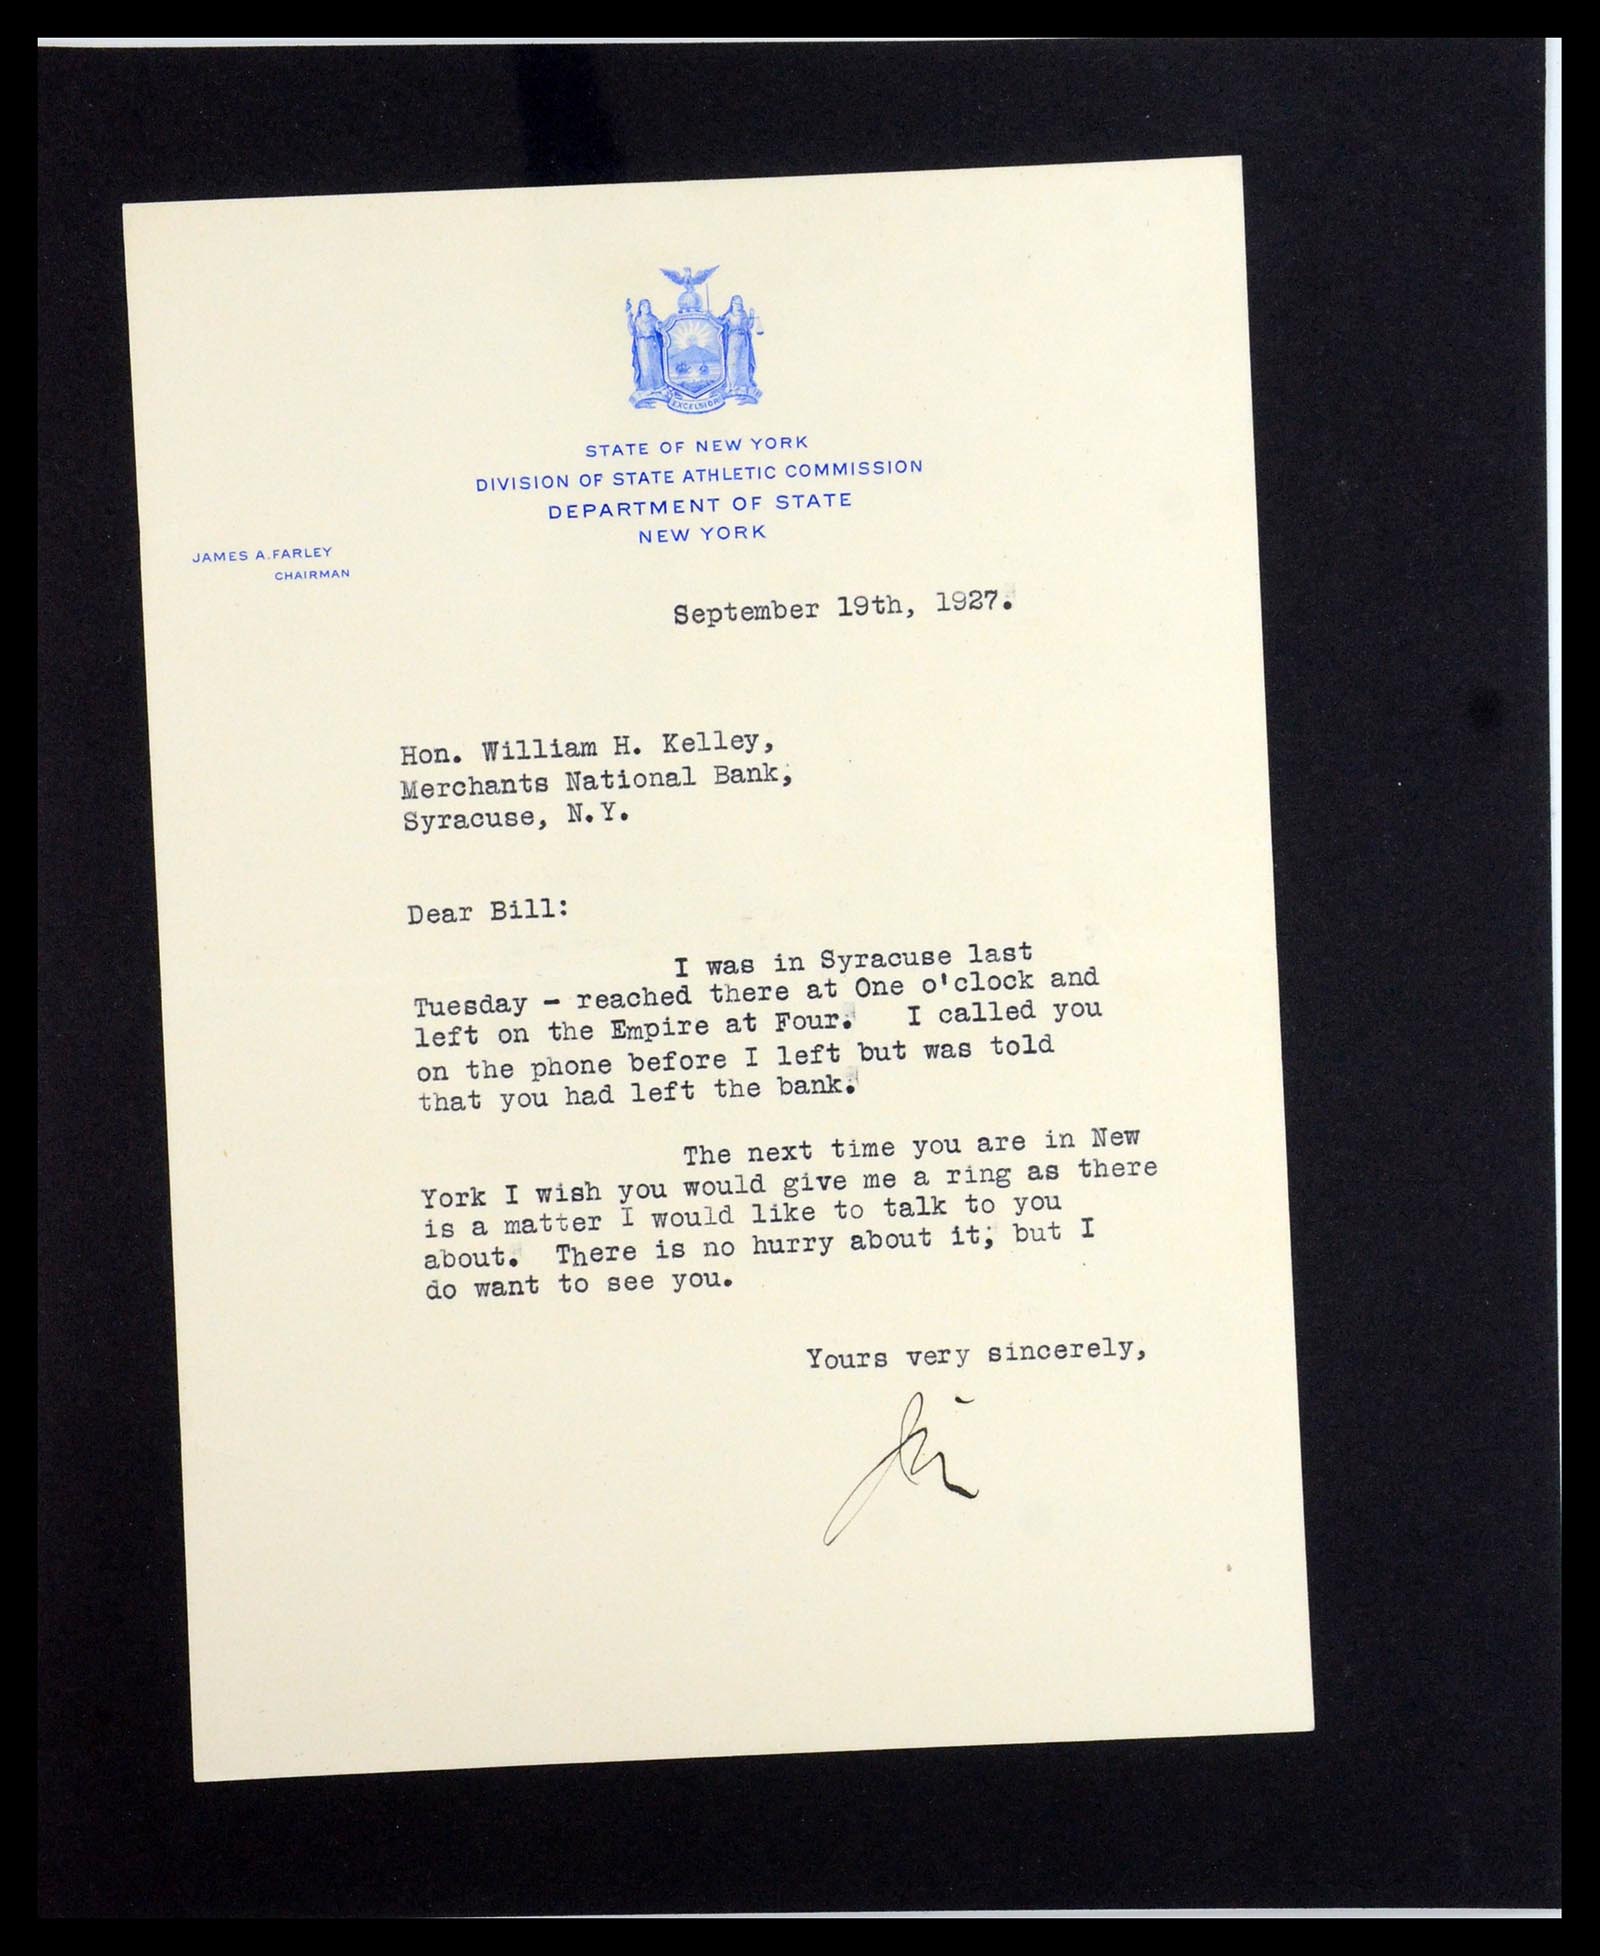 EXCELSIOR
STATE OF NEW YORK
DIVISION OF STATE ATHLETIC COMMISSION
DEPARTMENT OF STATE
NEW YORK
JAMES A. FARLEY
CHAIRMAN
September 19th, 1927.
Hon. William H. Kelley,
Merchants National Bank,
Syracuse, N.Y.
Dear Bill:
I was in Syracuse last
Tuesday - reached there at One o'clock and
left on the Empire at Four. I called you
on the phone before I left but was told
that you had left the bank.
The next time you are in New
York I wish you would give me a ring as there
is a matter I would like to talk to you
about. There is no hurry about it; but I
do want to see you.
Yours very sincerely,
Jim